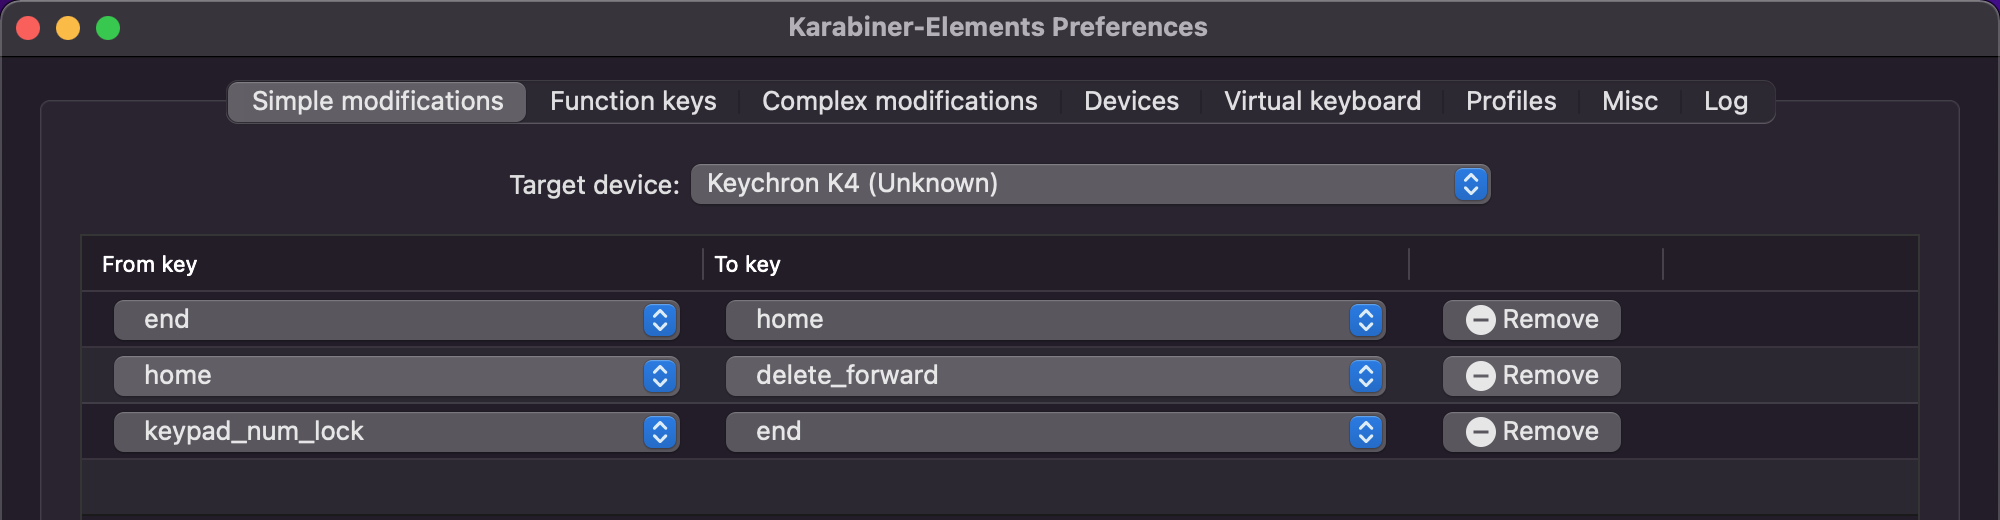 Karabiner-Elements Preferences
Simple modifications Function keys Complex modifications Devices Virtual keyboard Profiles Misc Log
Target device: Keychron K4 (Unknown)
From key To key
end home Remove
home delete_forward Remove
keypad_num_lock end Remove